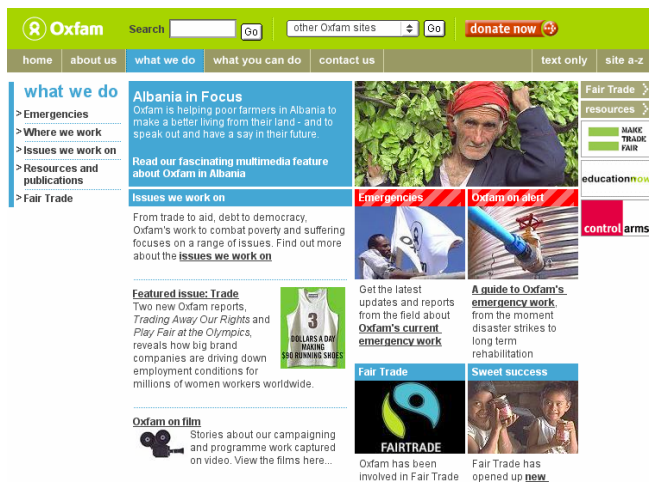 Oxfam
Search
Go
other Oxfam sites
Go
donate now
home
about us
what we do
what you can do
contact us
text only
site a-z
what we do
> Emergencies
> Where we work
> Issues we work on
> Resources and
publications
> Fair Trade
Albania in Focus
Oxfam is helping poor farmers in Albania to
make a better living from their land - and to
speak out and have a say in their future.
Read our fascinating multimedia feature
about Oxfam in Albania
Issues we work on
From trade to aid, debt to democracy,
Oxfam's work to combat poverty and suffering
focuses on a range of issues. Find out more
about the issues we work on
Featured issue: Trade
Two new Oxfam reports,
Trading Away Our Rights and
Play Fair at the Olympics,
reveals how big brand
companies are driving down
employment conditions for
millions of women workers worldwide.
3
DOLLARS A DAY
MAKING
$90 RUNNING SHOES
Oxfam on film
Stories about our campaigning
and programme work captured
on video. View the films here...
Emergencies
Get the latest
updates and reports
from the field about
Oxfam's current
emergency work
Oxfam on alert
A guide to Oxfam's
emergency work,
from the moment
disaster strikes to
long term
rehabilitation
Fair Trade
FAIRTRADE
Oxfam has been
involved in Fair Trade
Sweet success
Fair Trade has
opened up new
Fair Trade
resources
MAKE
TRADE
FAIR
educationnow
control arms